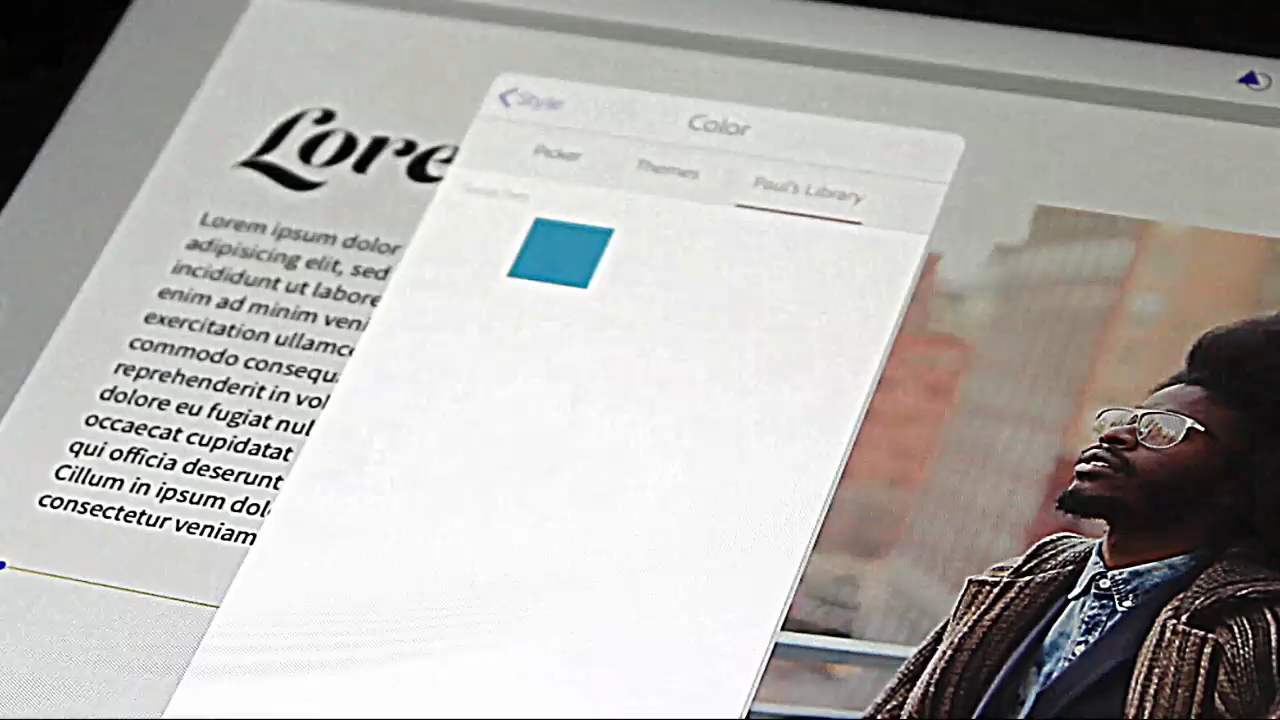 Lore
Lorem ipsum dolor
adipisicing elit, sed
incididunt ut labore
enim ad minim veni
exercitation ullamco
commodo consequ
reprehenderit in vol
dolore eu fugiat nul
occaecat cupidatat
qui officia deserunt
Cillum in ipsum dol
consectetur veniam
Style
Color
Picker
Themes
Paul's Library